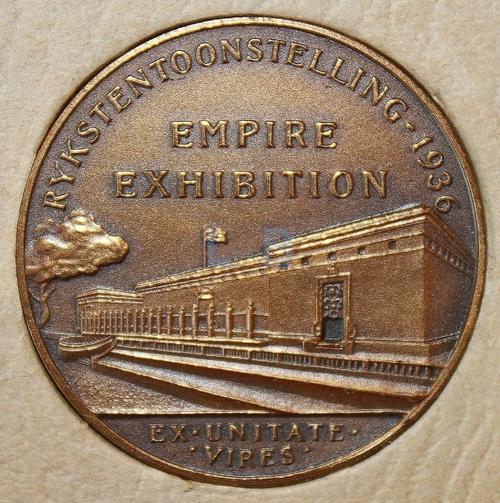 RYKSTENTOONSTELLING-1936
EMPIRE
EXHIBITION
EX·UNITATE·
·VIRES·